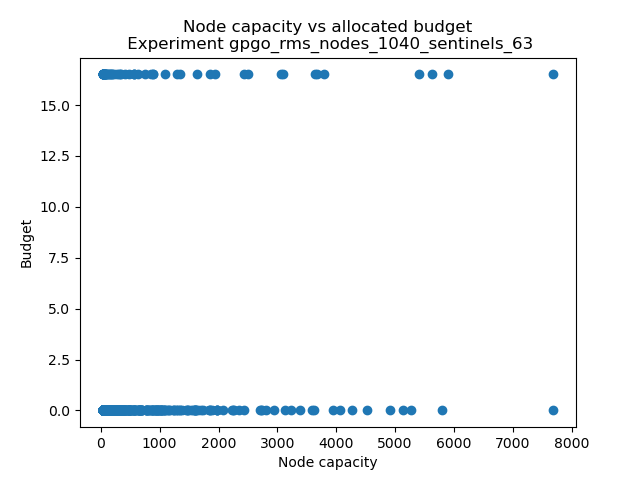 Node capacity vs allocated budget
Experiment gpgo_rms_nodes_1040_sentinels_63
Budget
15.0
12.5
10.0
7.5
5.0
2.5
0.0
0 1000 2000 3000 4000 5000 6000 7000 8000
Node capacity